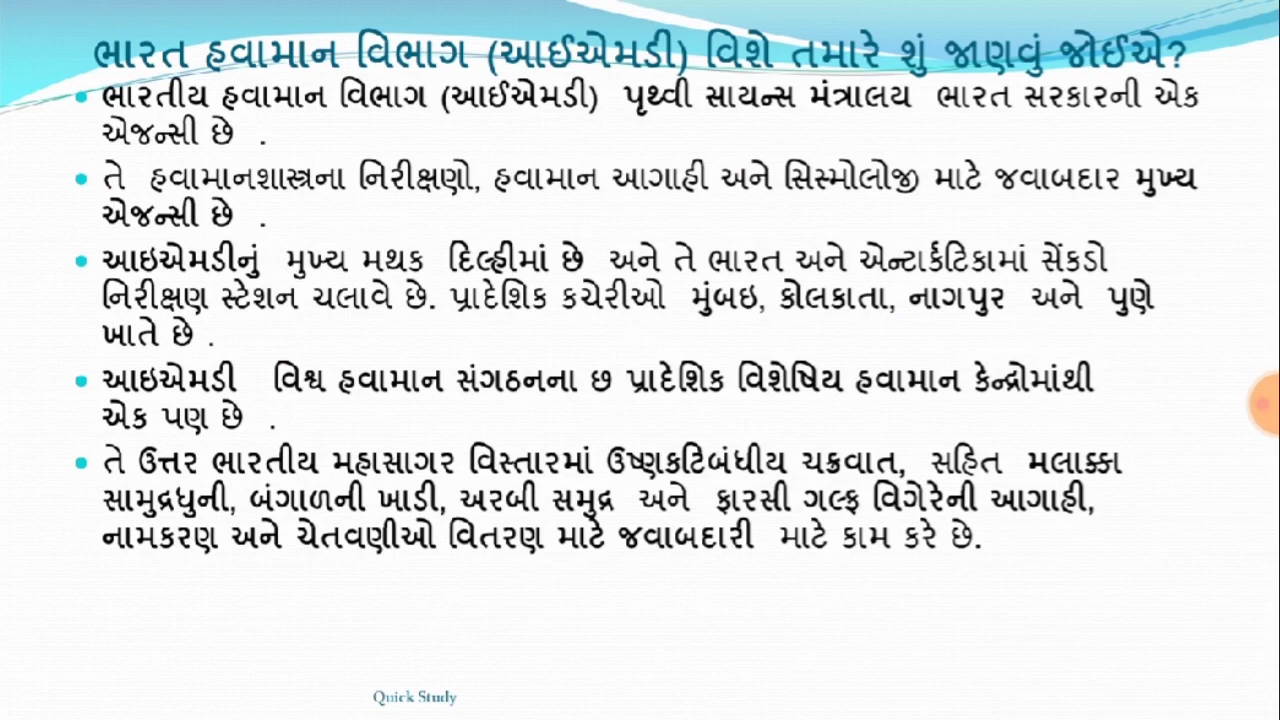 ભારત હવામાન વિભાગ (આઈએમડી) વિશે તમારે શું જાણવું જોઈએ?
• ભારતીય હવામાન વિભાગ (આઈએમડી) પૃથ્વી સાયન્સ મંત્રાલય ભારત સરકારની એક
એજન્સી છે .
• તે હવામાનશાસ્ત્રના નિરીક્ષણો, હવામાન આગાહી અને સિસ્મોલોજી માટે જવાબદાર મુખ્ય
એજન્સી છે .
• આઇએમડીનું મુખ્ય મથક દિલ્હીમાં છે અને તે ભારત અને એન્ટાર્કટિકામાં સેંકડો
નિરીક્ષણ સ્ટેશન ચલાવે છે. પ્રાદેશિક કચેરીઓ મુંબઇ, કોલકાતા, નાગપુર અને પુણે
ખાતે છે .
• આઇએમડી વિશ્વ હવામાન સંગઠનના છ પ્રાદેશિક વિશેષિય હવામાન કેન્દ્રોમાંથી
એક પણ છે .
• તે ઉત્તર ભારતીય મહાસાગર વિસ્તારમાં ઉષ્ણકટિબંધીય ચક્રવાત, સહિત મલાક્કા
સામુદ્રધુની, બંગાળની ખાડી, અરબી સમુદ્ર અને ફારસી ગલ્ફ વિગેરેની આગાહી,
નામકરણ અને ચેતવણીઓ વિતરણ માટે જવાબદારી માટે કામ કરે છે.
Quick Study